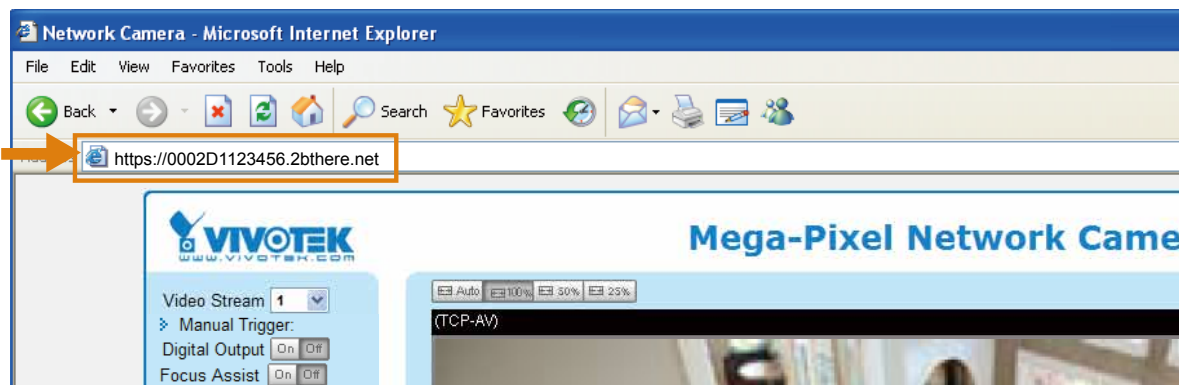 Network Camera - Microsoft Internet Explorer
File Edit View Favorites Tools Help
Back Search Favorites
https://0002D1123456.2bthere.net
VIVOTEK
www.vivotek.com
Mega-Pixel Network Came
Video Stream 1
Manual Trigger:
Digital Output On Off
Focus Assist On Off
Auto 100% 50% 25%
(TCP-AV)